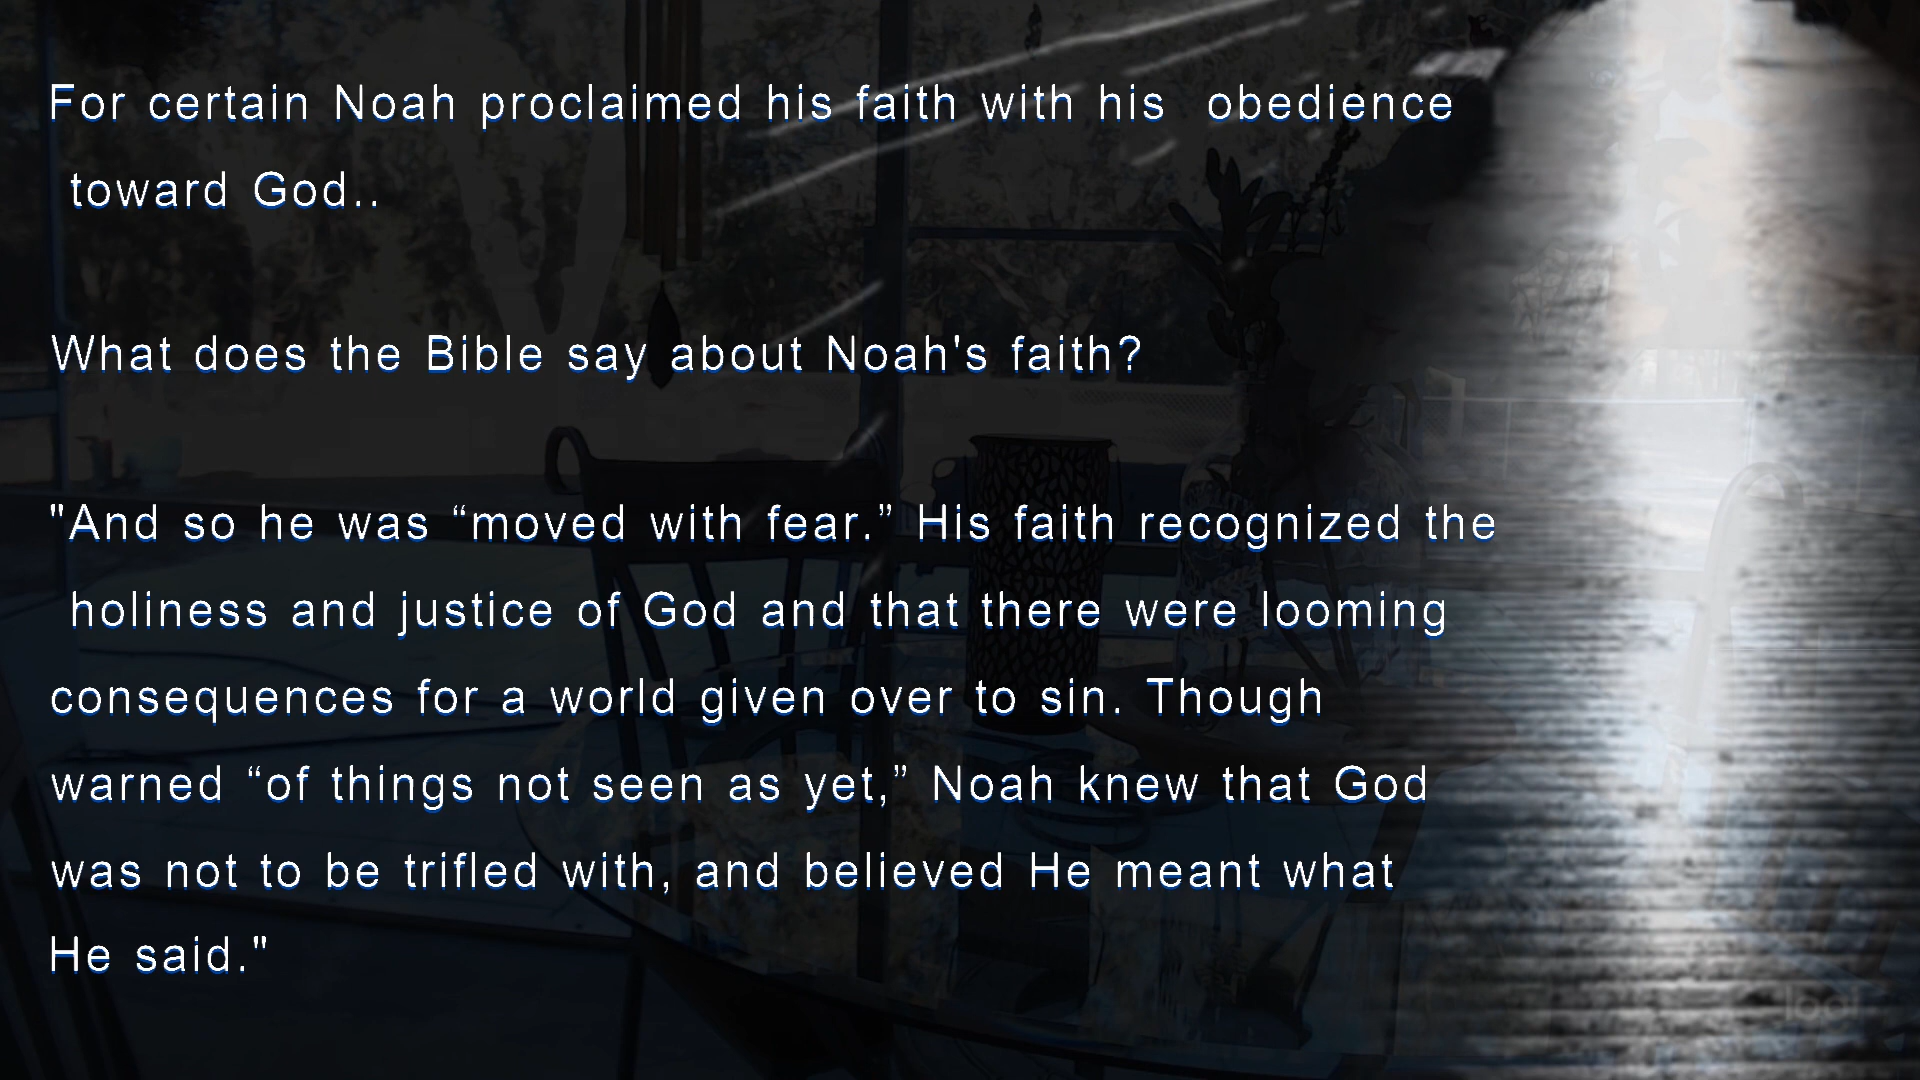 For certain Noah proclaimed his faith with his  obedience
toward God..
What does the Bible say about Noah's faith?
"And so he was “moved with fear.” His faith recognized the
holiness and justice of God and that there were looming
consequences for a world given over to sin. Though
warned “of things not seen as yet,” Noah knew that God
was not to be trifled with, and believed He meant what
He said."